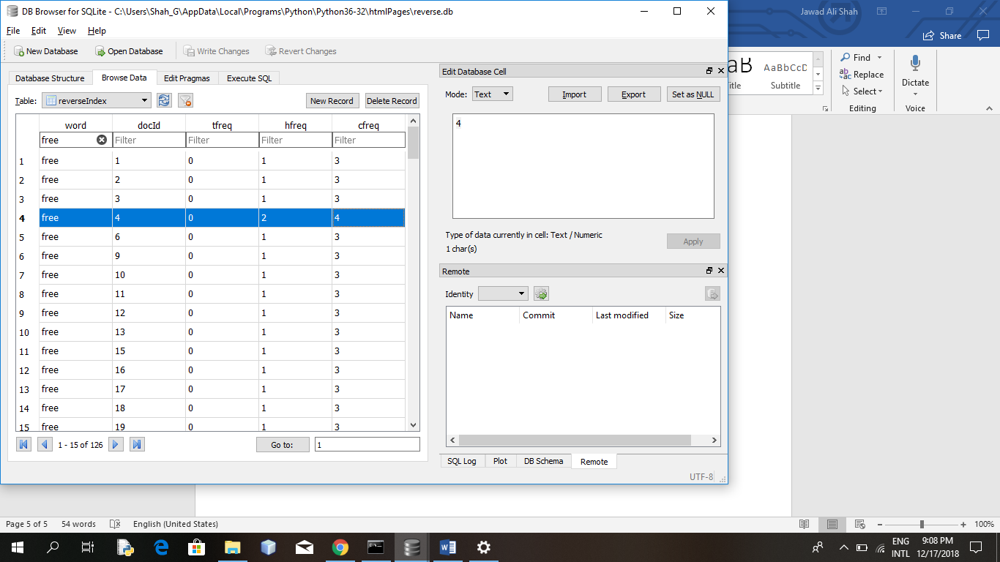 DB Browser for SQLite - C:\Users\Shah_G\AppData\Local\Programs\Python\Python36-32\htmlPages\reverse.db
Jawad Ali Shah
File Edit View Help
Share
New Database Open Database Write Changes Revert Changes
Database Structure Browse Data Edit Pragmas Execute SQL
Table: reverseIndex New Record Delete Record
word docId tfreq hfreq cfreq
free Filter Filter Filter Filter
1 free 1 0 1 3
2 free 2 0 1 3
3 free 3 0 1 3
4 free 4 0 2 4
5 free 6 0 1 3
6 free 9 0 1 3
7 free 10 0 1 3
8 free 11 0 1 3
9 free 12 0 1 3
10 free 13 0 1 3
11 free 15 0 1 3
12 free 16 0 1 3
13 free 17 0 1 3
14 free 18 0 1 3
15 free 19 0 1 3
1 - 15 of 126 Go to: 1
Edit Database Cell
Mode: Text Import Export Set as NULL
4
Type of data currently in cell: Text / Numeric
1 char(s)
Apply
Remote
Identity
Name Commit Last modified Size
SQL Log Plot DB Schema Remote
UTF-8
aB AaBbCcD
tle Subtitle
Find
Replace
Select
Editing
Dictate
Voice
Page 5 of 5 54 words English (United States) 100%
ENG 9:08 PM
INTL 12/17/2018